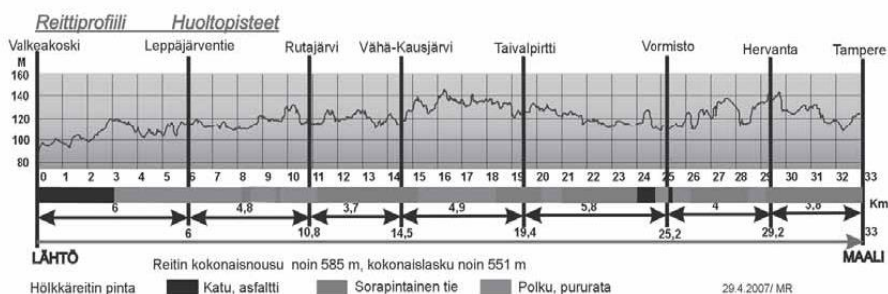 Reittiprofiili Huoltopisteet
Valkeakoski Leppäjärventie Rutajärvi Vähä-Kausjärvi Taivalpirtti Vormisto Hervanta Tampere
M
160
140
120
100
80
0 1 2 3 4 5 6 7 8 9 10 11 12 13 14 15 16 17 18 19 20 21 22 23 24 25 26 27 28 29 30 31 32 33
Km
6 4,8 3,7 4,9 5,8 4 3,8
6 10,8 14,5 19,4 25,2 29,2 33
LÄHTÖ MAALI
Reitin kokonaisnousu noin 585 m, kokonaislasku noin 551 m
Hölkkäreitin pinta Katu, asfaltti Sorapintainen tie Polku, pururata 29.4.2007/ MR